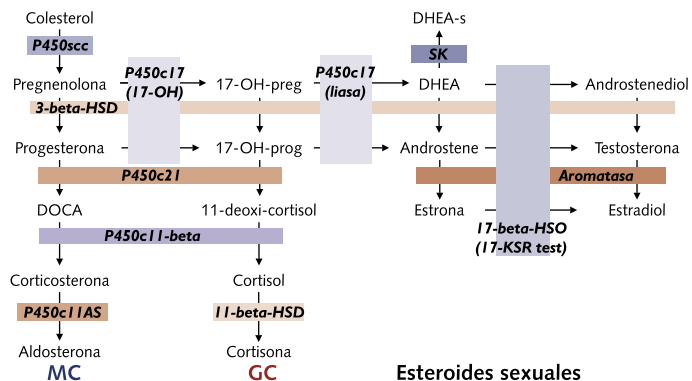 Colesterol
DHEA-s
P450scc
SK
Pregnenolona
P450c17
(17-OH)
17-OH-preg
P450c17
(liasa)
DHEA
Androstenediol
3-beta-HSD
Progesterona
17-OH-prog
Androstene
Testosterona
P450c21
Aromatasa
DOCA
11-deoxi-cortisol
Estrona
Estradiol
P450c11-beta
17-beta-HSO
(17-KSR test)
Corticosterona
Cortisol
P450c11AS
11-beta-HSD
Aldosterona
Cortisona
MC
GC
Esteroides sexuales